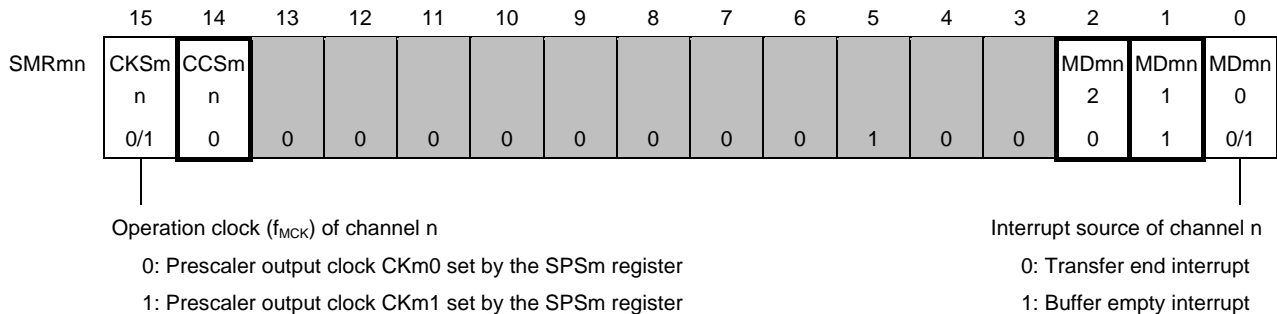 15 14 13 12 11 10 9 8 7 6 5 4 3 2 1 0
SMRmn CKSm CCSm MDmn MDmn MDmn
n n 2 1 0
0/1 0 0 0 0 0 0 0 0 0 1 0 0 0 1 0/1
Operation clock (fMCK) of channel n Interrupt source of channel n
0: Prescaler output clock CKm0 set by the SPSm register 0: Transfer end interrupt
1: Prescaler output clock CKm1 set by the SPSm register 1: Buffer empty interrupt